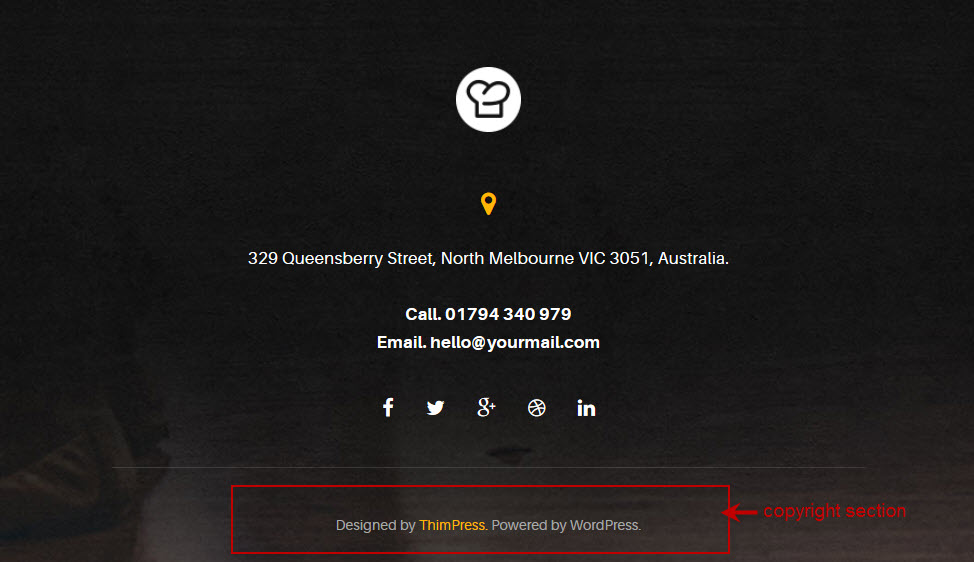 329 Queensberry Street, North Melbourne VIC 3051, Australia.
Call. 01794 340 979
Email. hello@yourmail.com
Designed by ThimPress. Powered by WordPress.
copyright section